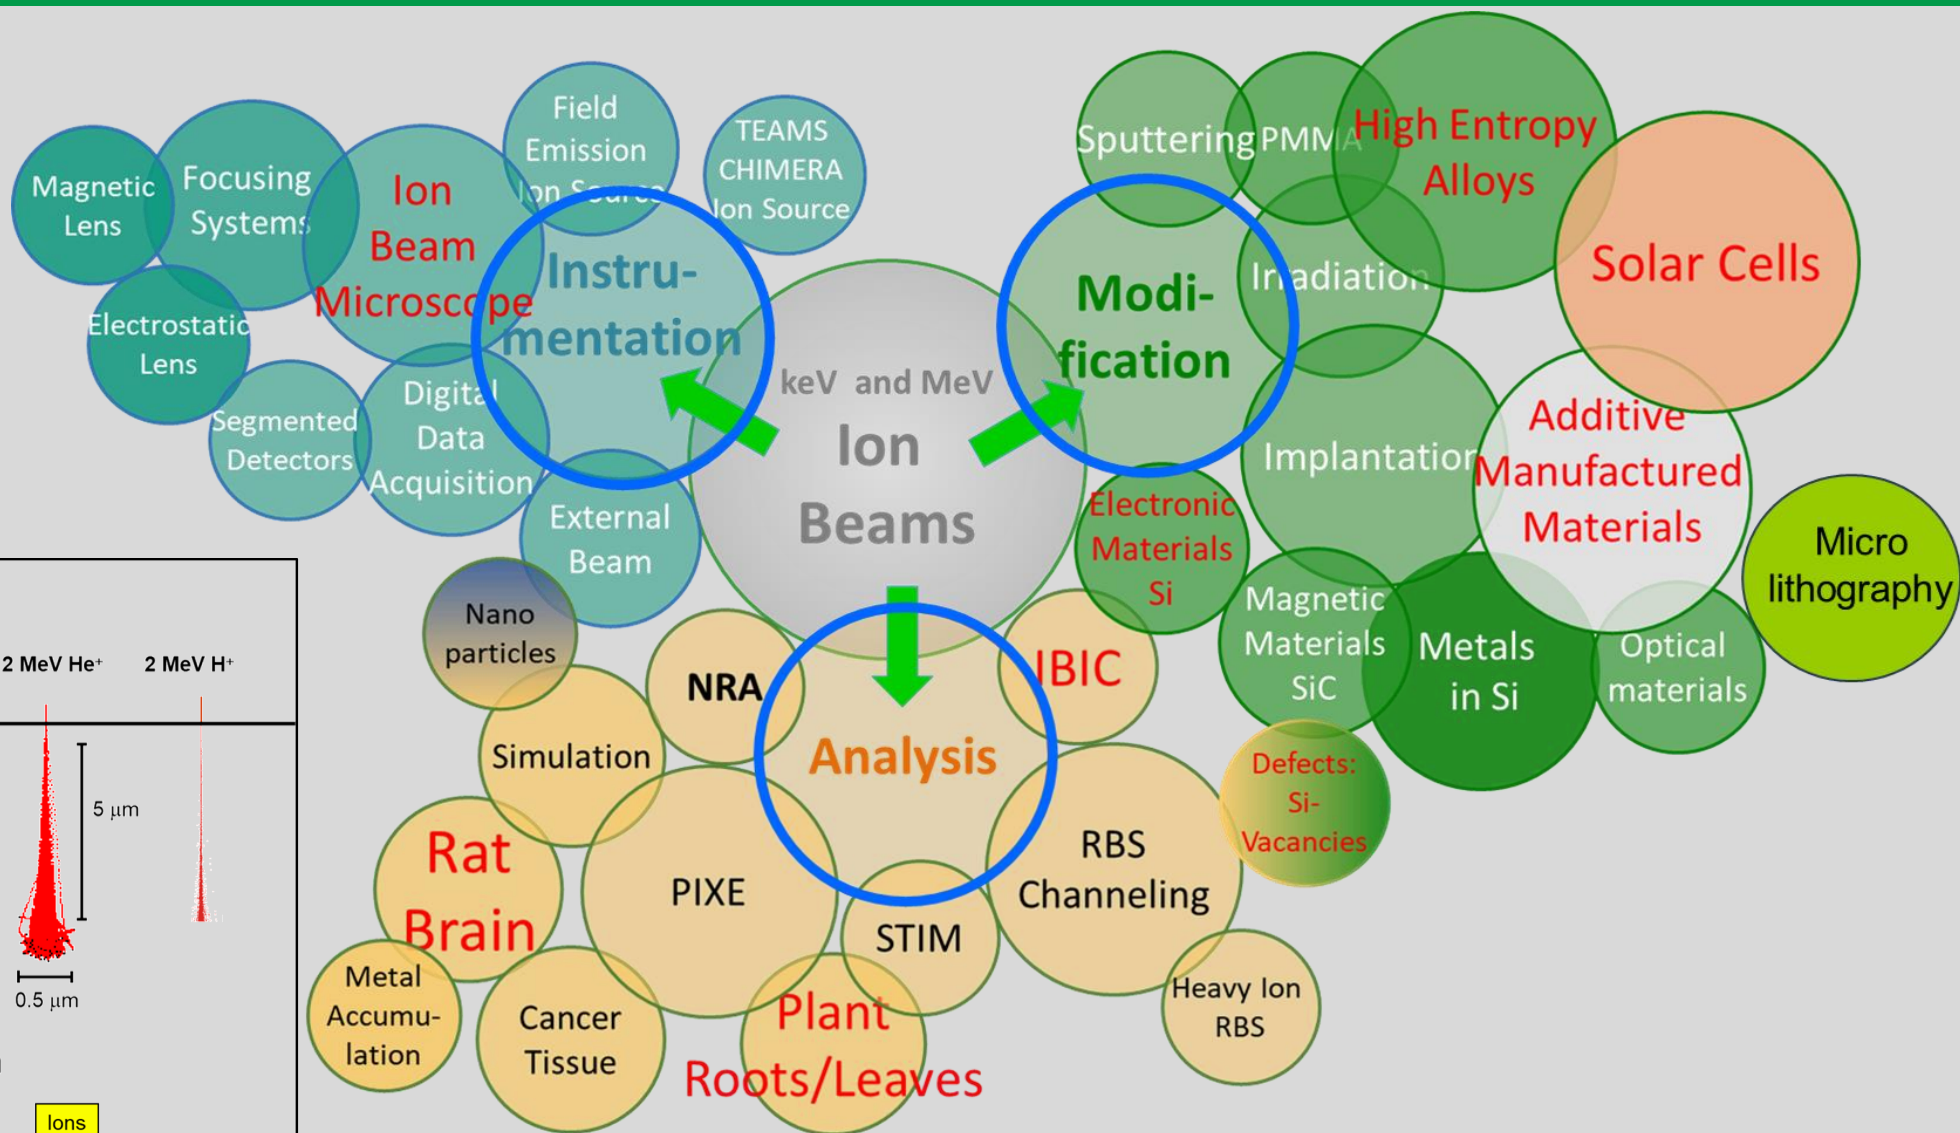 Field
Emission
Ion Source
TEAMS
CHIMERA
Ion Source
Magnetic
Lens
Focusing
Systems
Ion
Beam
Microscope
Instru-
mentation
Electrostatic
Lens
Segmented
Detectors
Digital
Data
Acquisition
External
Beam
keV and MeV
Ion
Beams
Sputtering
PMMA
High Entropy
Alloys
Solar Cells
Modi-
fication
Irradiation
Implantation
Additive
Manufactured
Materials
Micro
lithography
Electronic
Materials
Si
Magnetic
Materials
SiC
Metals
in Si
Optical
materials
Defects:
Si-
Vacancies
Nano
particles
NRA
IBIC
Simulation
Analysis
Rat
Brain
PIXE
RBS
Channeling
STIM
Metal
Accumu-
lation
Cancer
Tissue
Plant
Roots/Leaves
Heavy Ion
RBS
2 MeV He⁺
2 MeV H⁺
5 μm
0.5 μm
Ions